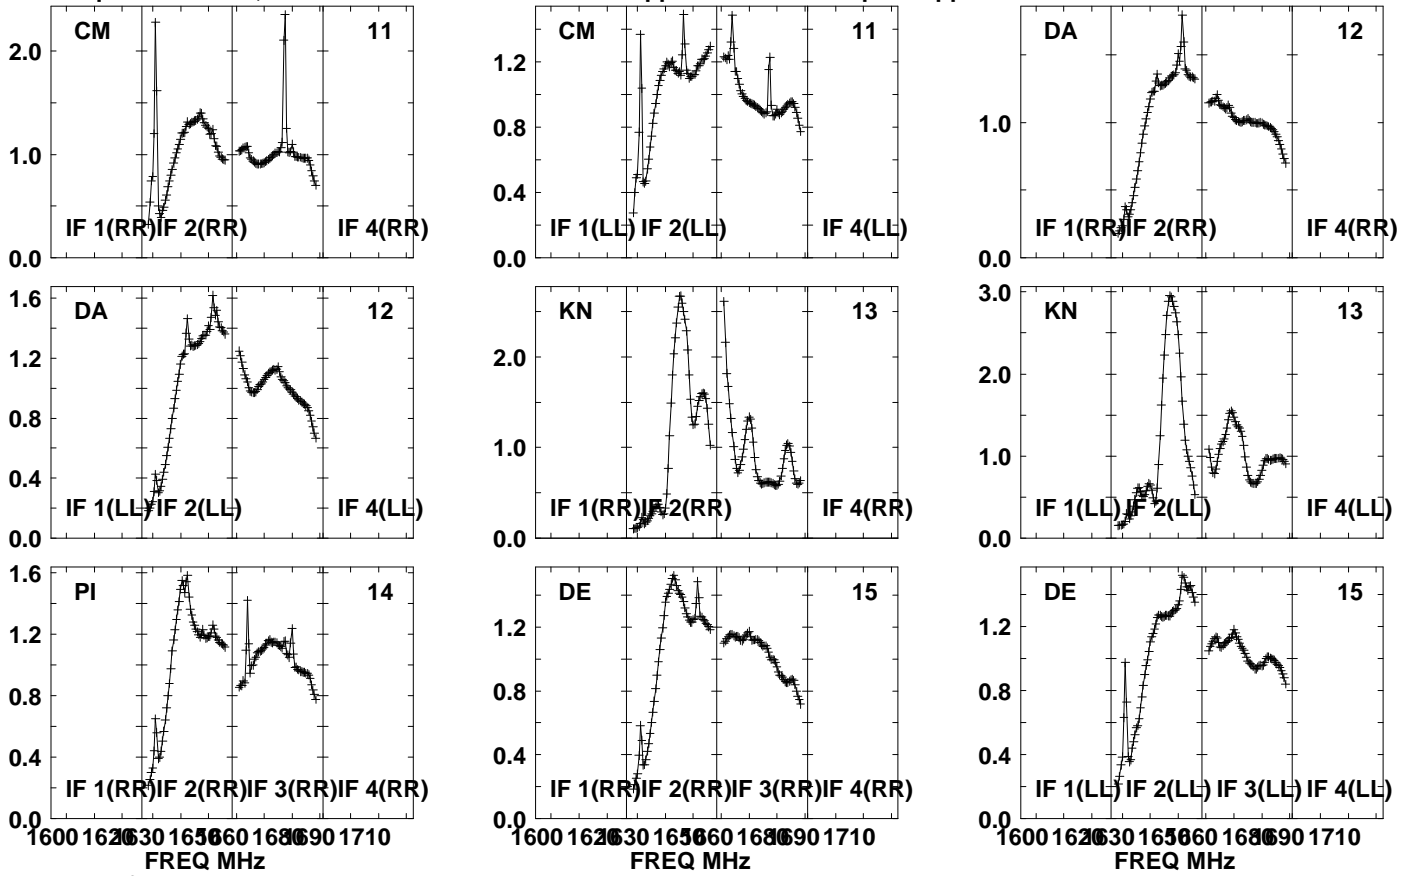 CM 11 CM 11 DA 12
2.0
1.0
0.0
IF 1(RR) IF 2(RR) IF 4(RR)
1.2
0.8
0.4
0.0
IF 1(LL) IF 2(LL) IF 4(LL)
1.0
0.0
IF 1(RR) IF 2(RR) IF 4(RR)
DA 12 KN 13 KN 13
1.6
1.2
0.8
0.4
0.0
IF 1(LL) IF 2(LL) IF 4(LL)
2.0
1.0
0.0
IF 1(RR) IF 2(RR) IF 4(RR)
3.0
2.0
1.0
0.0
IF 1(LL) IF 2(LL) IF 4(LL)
PI 14 DE 15 DE 15
1.6
1.2
0.8
0.4
0.0
IF 1(RR) IF 2(RR) IF 3(RR) IF 4(RR)
1.2
0.8
0.4
0.0
IF 1(RR) IF 2(RR) IF 3(RR) IF 4(RR)
1.2
0.8
0.4
0.0
IF 1(LL) IF 2(LL) IF 3(LL) IF 4(LL)
1600 1620 1630 1650 1660 1680 1690 1710
FREQ MHz
1600 1620 1630 1650 1660 1680 1690 1710
FREQ MHz
1600 1620 1630 1650 1660 1680 1690 1710
FREQ MHz